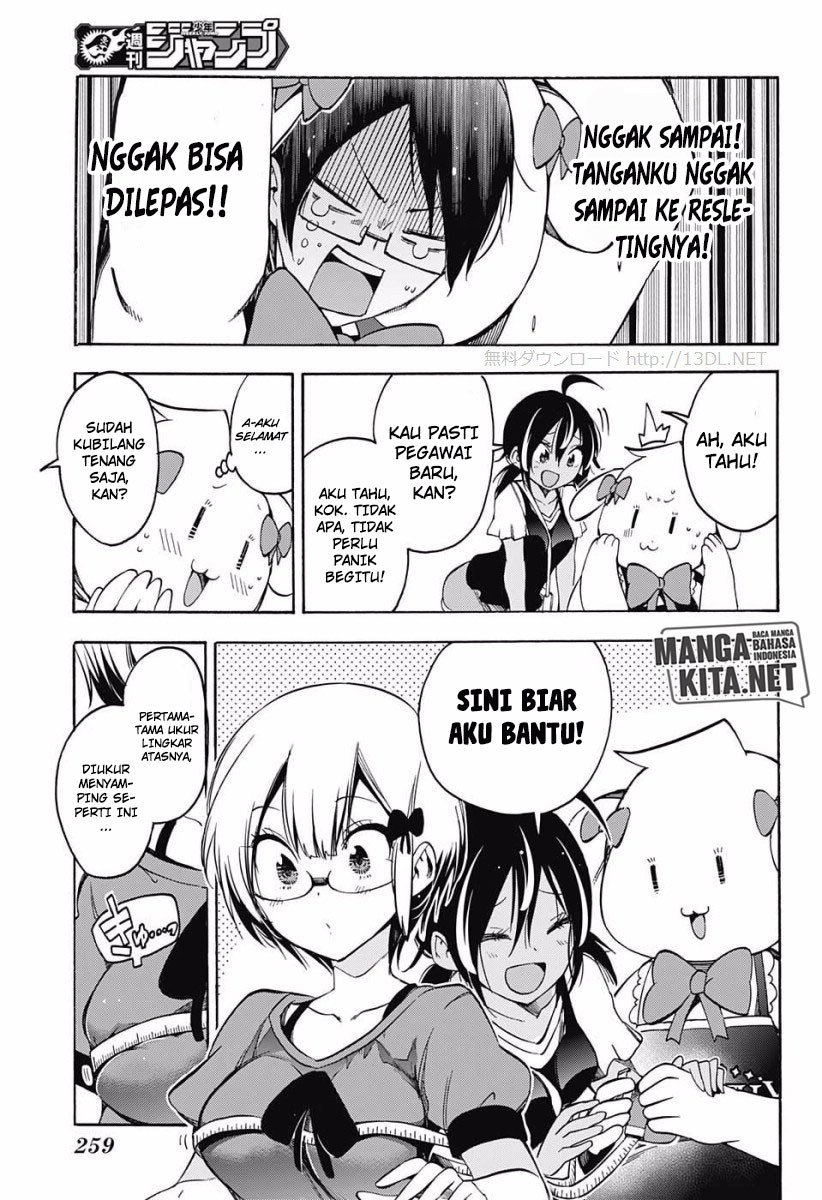 週刊
少年
ジャンプ
NGGAK SAMPAI!
TANGANKU NGGAK
SAMPAI KE RESLE-
TINGNYA!
NGGAK BISA
DILEPAS!!
無料ダウンロード http://13DL.NET
AH, AKU
TAHU!
KAU PASTI
PEGAWAI
BARU,
KAN?
AKU TAHU,
KOK. TIDAK
APA, TIDAK
PERLU
PANIK
BEGITU!
A-AKU
SELAMAT
...
SUDAH
KUBILANG
TENANG
SAJA,
KAN?
MANGA
KITA.NET
BACA MANGA
BAHASA
INDONESIA
SINI BIAR
AKU BANTU!
PERTAMA-
TAMA UKUR
LINGKAR
ATASNYA,
DIUKUR
MENYAM-
PING SE-
PERTI INI
...
259